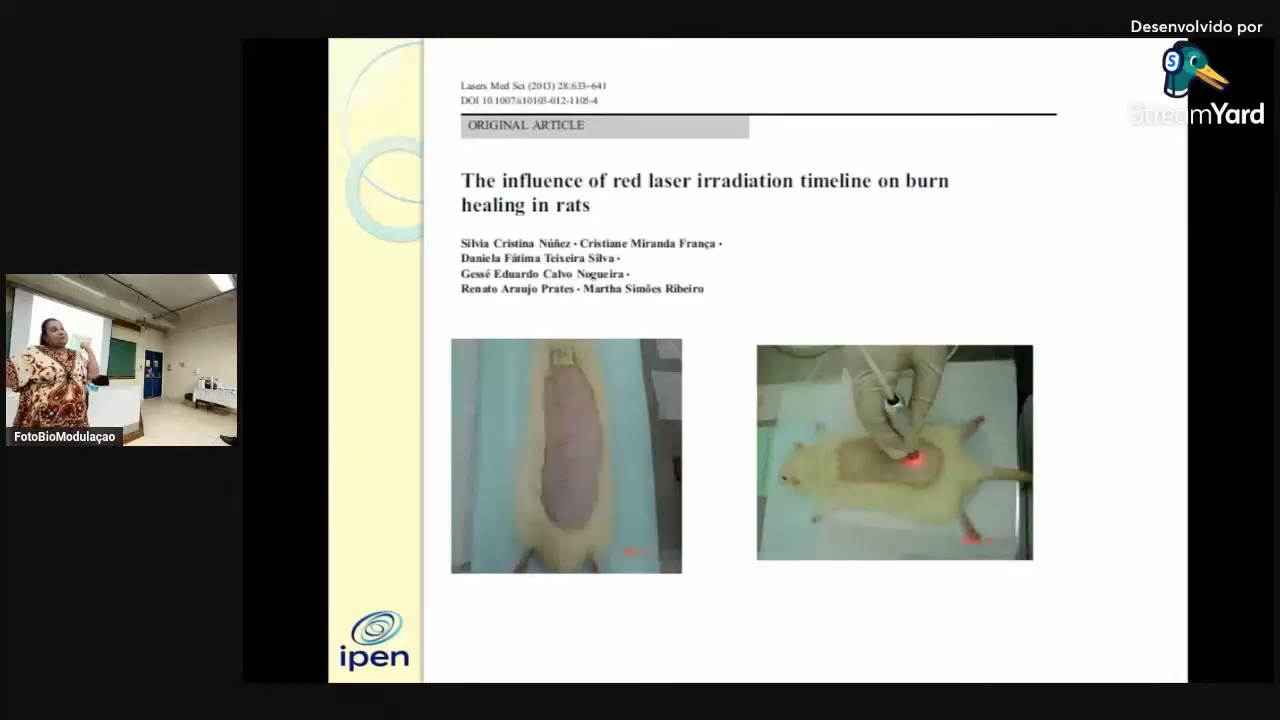 Desenvolvido por
StreamYard
Lasers Med Sci (2013) 28:633–641
DOI 10.1007/s10103-012-1105-4
ORIGINAL ARTICLE
The influence of red laser irradiation timeline on burn
healing in rats
Silvia Cristina Núñez · Cristiane Miranda França ·
Daniela Fátima Teixeira Silva ·
Gessé Eduardo Calvo Nogueira ·
Renato Araujo Prates · Martha Simões Ribeiro
FotoBioModulaçao
ipen